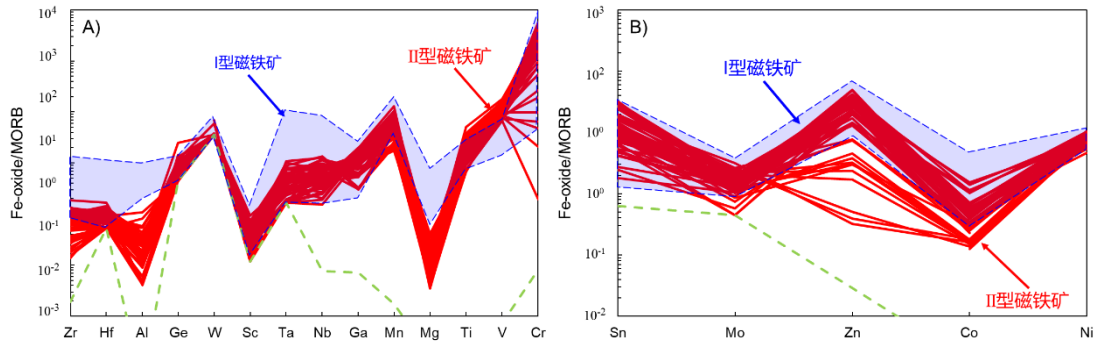 A)
I型磁铁矿
II型磁铁矿
Fe-oxide/MORB
10⁴
10³
10²
10¹
10⁰
10⁻¹
10⁻²
10⁻³
Zr Hf Al Ge W Sc Ta Nb Ga Mn Mg Ti V Cr
B)
I型磁铁矿
II型磁铁矿
Fe-oxide/MORB
10³
10²
10¹
10⁰
10⁻¹
10⁻²
Sn Mo Zn Co Ni